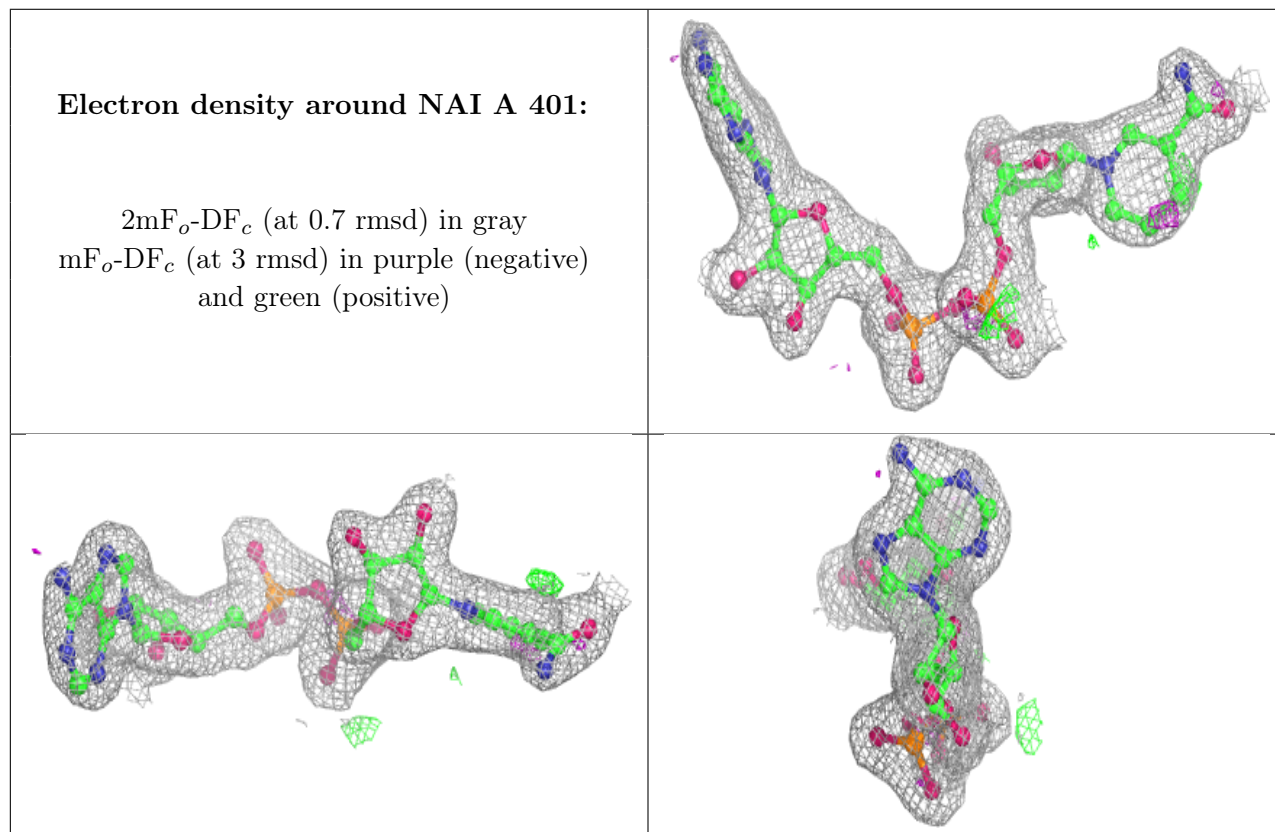 Electron density around NAI A 401:
2mFo-DFc (at 0.7 rmsd) in gray
mFo-DFc (at 3 rmsd) in purple (negative)
and green (positive)